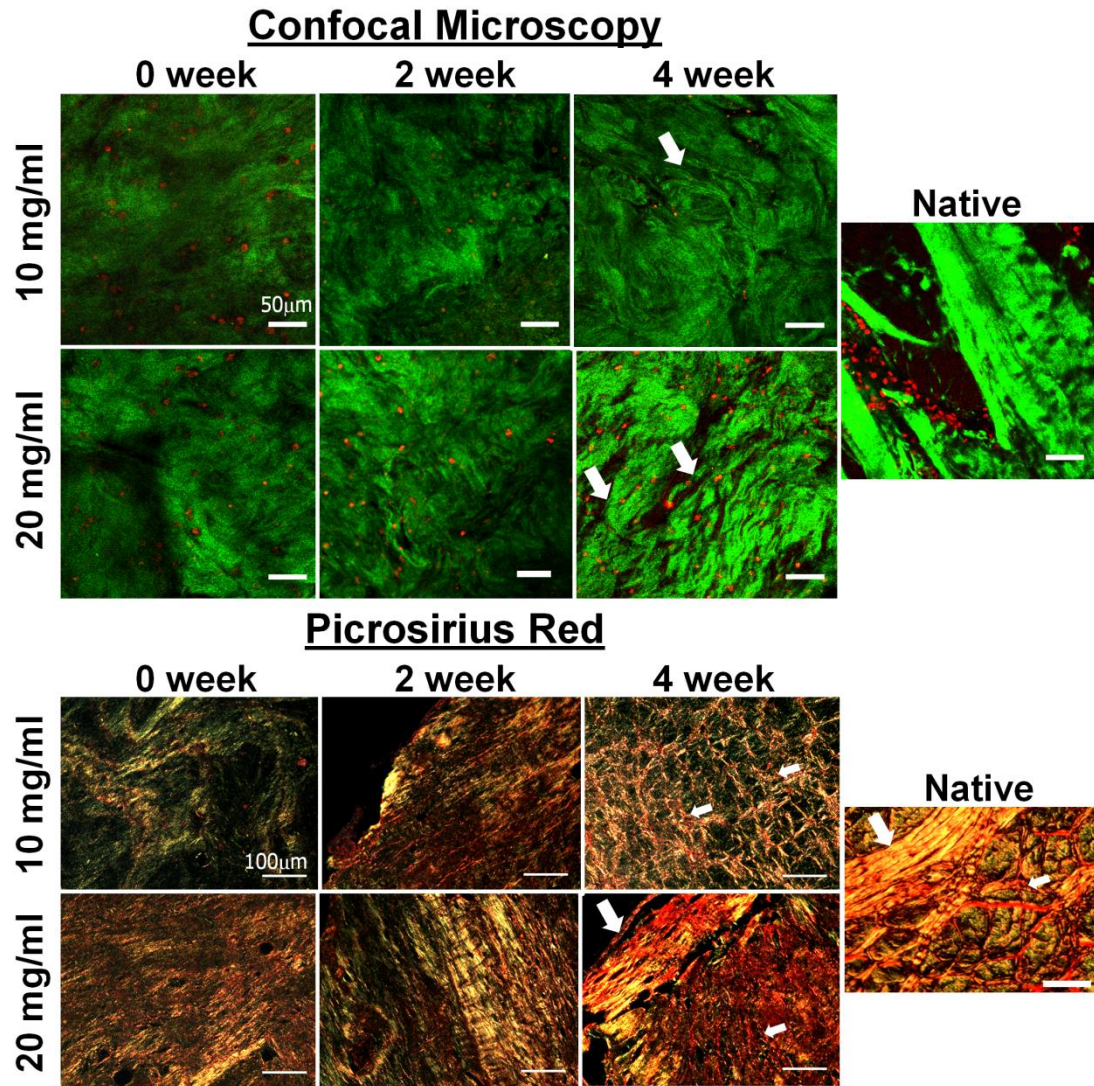 Confocal Microscopy
0 week 2 week 4 week
10 mg/ml
50μm
Native
20 mg/ml
Picrosirius Red
0 week 2 week 4 week
10 mg/ml
100μm
Native
20 mg/ml